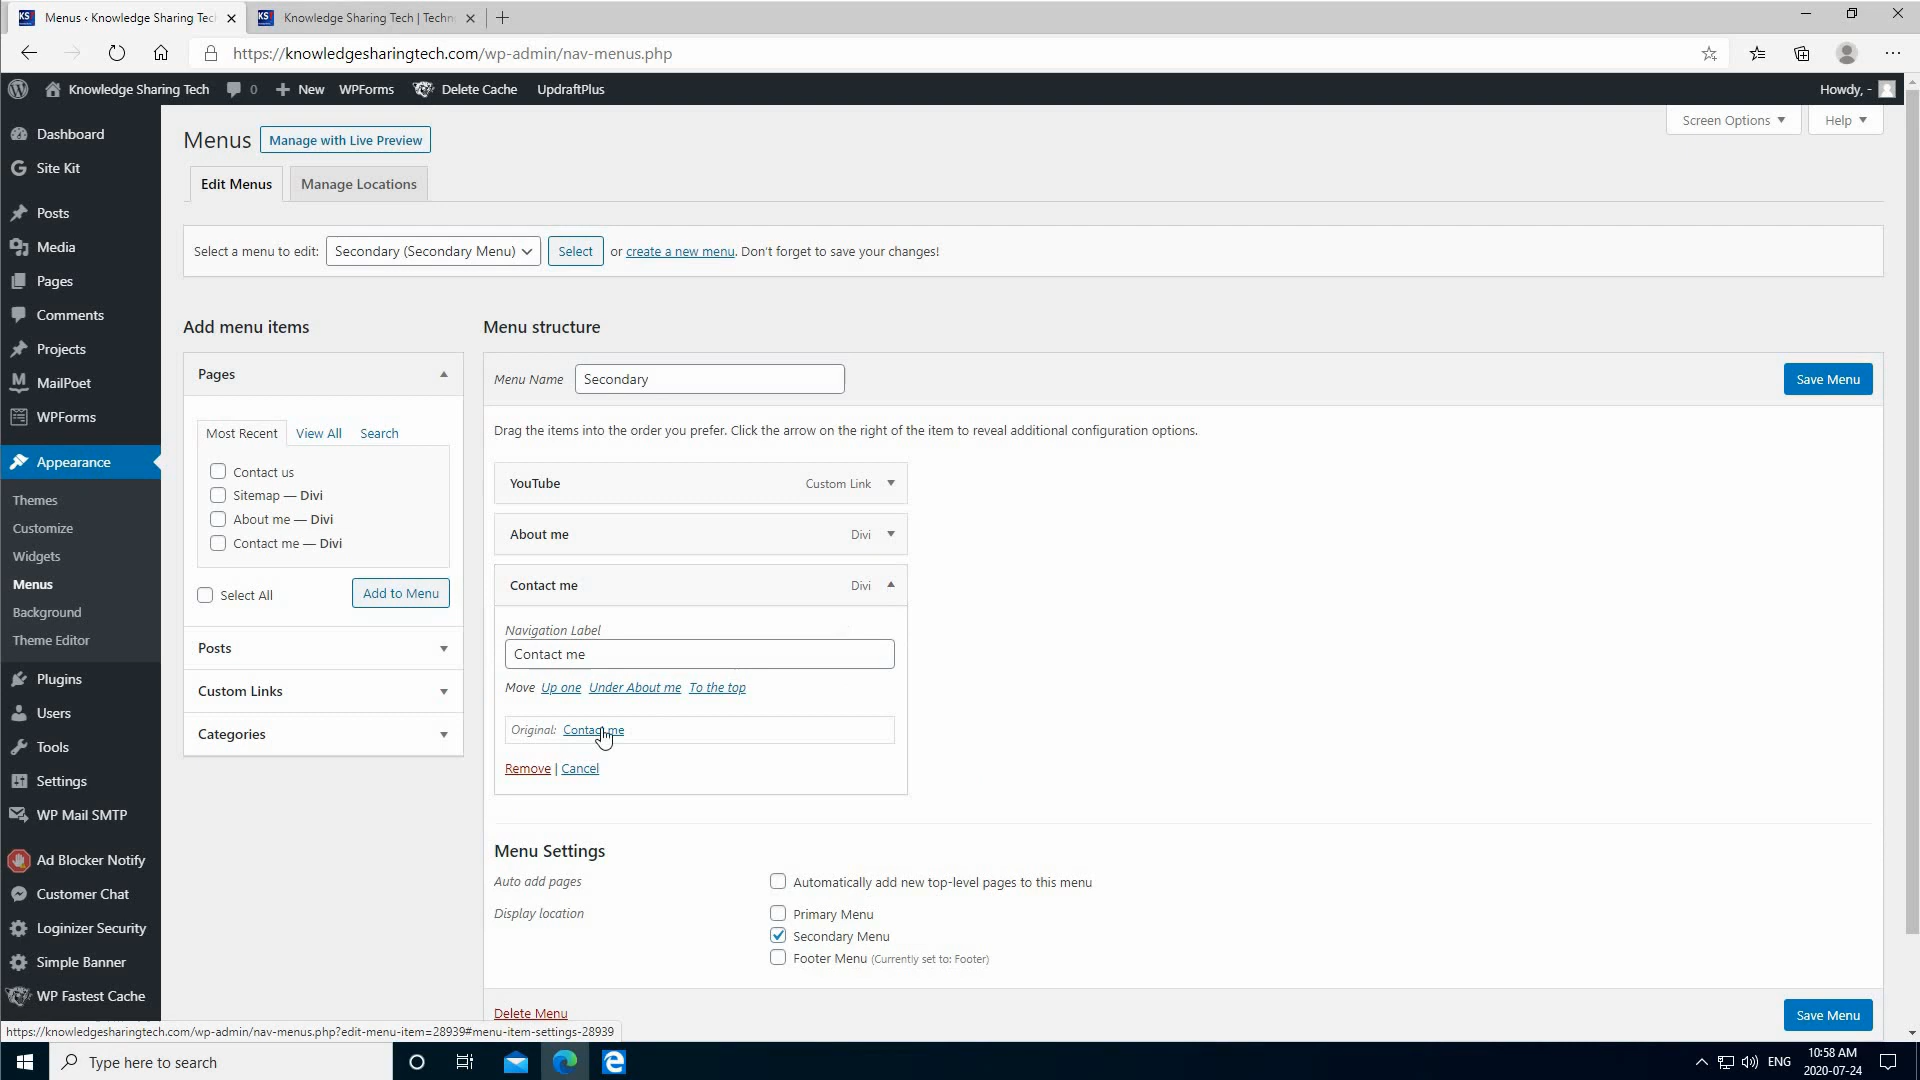 Menus ‹ Knowledge Sharing Tec
Knowledge Sharing Tech | Techn
https://knowledgesharingtech.com/wp-admin/nav-menus.php
Knowledge Sharing Tech
0
New
WPForms
Delete Cache
UpdraftPlus
Howdy, -
Dashboard
Site Kit
Posts
Media
Pages
Comments
Projects
MailPoet
WPForms
Appearance
Themes
Customize
Widgets
Menus
Background
Theme Editor
Plugins
Users
Tools
Settings
WP Mail SMTP
Ad Blocker Notify
Customer Chat
Loginizer Security
Simple Banner
WP Fastest Cache
Screen Options
Help
Menus
Manage with Live Preview
Edit Menus
Manage Locations
Select a menu to edit: Secondary (Secondary Menu) Select or create a new menu. Don't forget to save your changes!
Add menu items
Pages
Most Recent
View All
Search
Contact us
Sitemap — Divi
About me — Divi
Contact me — Divi
Select All
Add to Menu
Posts
Custom Links
Categories
Menu structure
Menu Name Secondary
Save Menu
Drag the items into the order you prefer. Click the arrow on the right of the item to reveal additional configuration options.
YouTube Custom Link
About me Divi
Contact me Divi
Navigation Label
Contact me
Move Up one Under About me To the top
Original: Contact me
Remove | Cancel
Menu Settings
Auto add pages
Automatically add new top-level pages to this menu
Display location
Primary Menu
Secondary Menu
Footer Menu (Currently set to: Footer)
Delete Menu
Save Menu
https://knowledgesharingtech.com/wp-admin/nav-menus.php?edit-menu-item=28939#menu-item-settings-28939
Type here to search
ENG
10:58 AM
2020-07-24